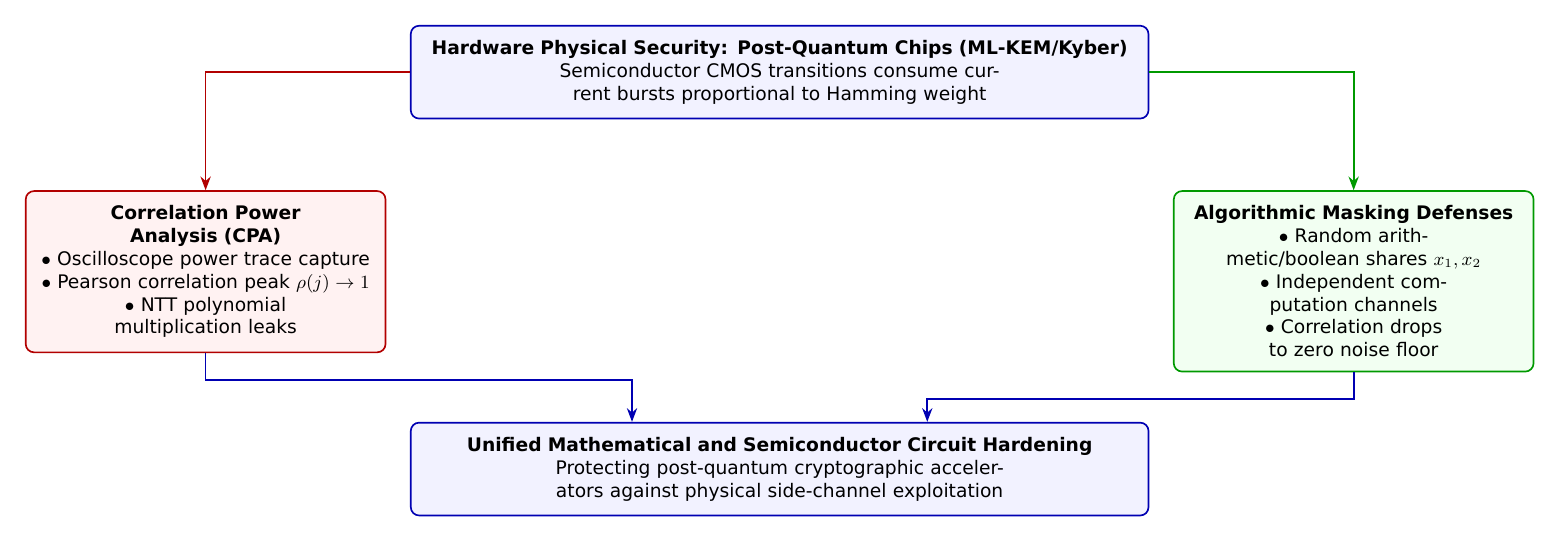 Hardware Physical Security: Post-Quantum Chips (ML-KEM/Kyber)
Semiconductor CMOS transitions consume cur-
rent bursts proportional to Hamming weight
Correlation Power
Analysis (CPA)
• Oscilloscope power trace capture
• Pearson correlation peak ρ(j) → 1
• NTT polynomial
multiplication leaks
Algorithmic Masking Defenses
• Random arith-
metic/boolean shares x₁, x₂
• Independent com-
putation channels
• Correlation drops
to zero noise floor
Unified Mathematical and Semiconductor Circuit Hardening
Protecting post-quantum cryptographic acceler-
ators against physical side-channel exploitation